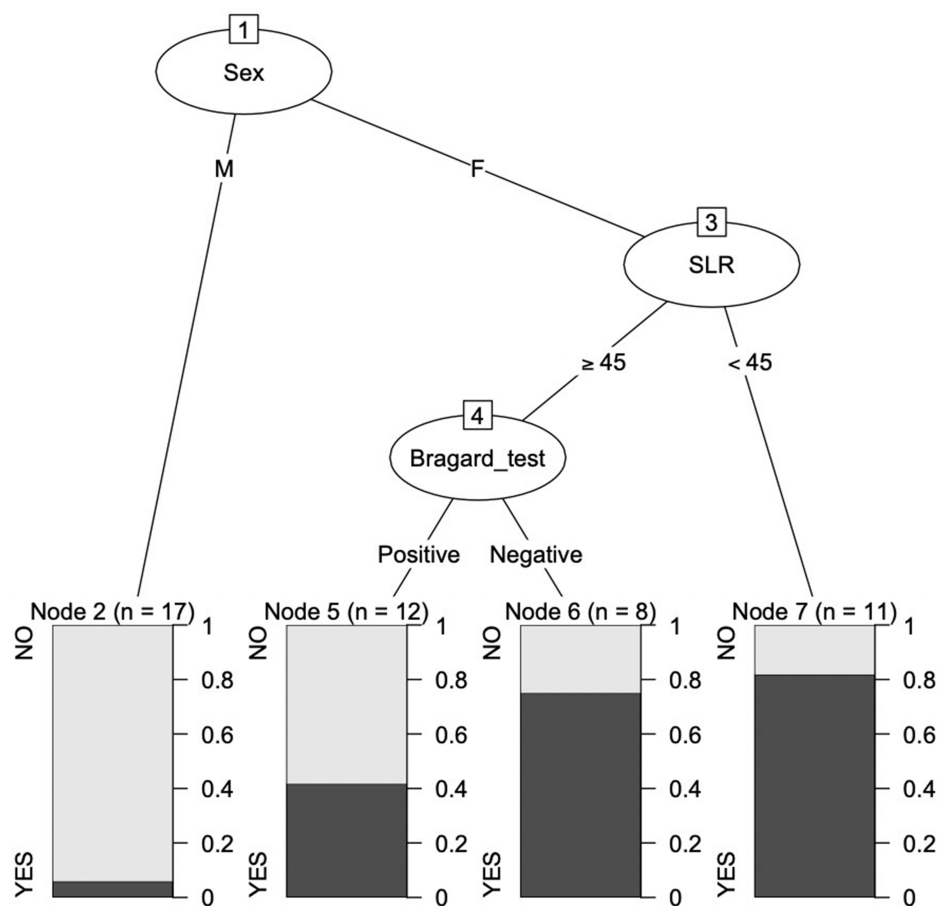 1
Sex
M
F
3
SLR
≥ 45
< 45
4
Bragard_test
Positive
Negative
Node 2 (n = 17)
NO
YES
1
0.8
0.6
0.4
0.2
0
Node 5 (n = 12)
NO
YES
1
0.8
0.6
0.4
0.2
0
Node 6 (n = 8)
NO
YES
1
0.8
0.6
0.4
0.2
0
Node 7 (n = 11)
NO
YES
1
0.8
0.6
0.4
0.2
0